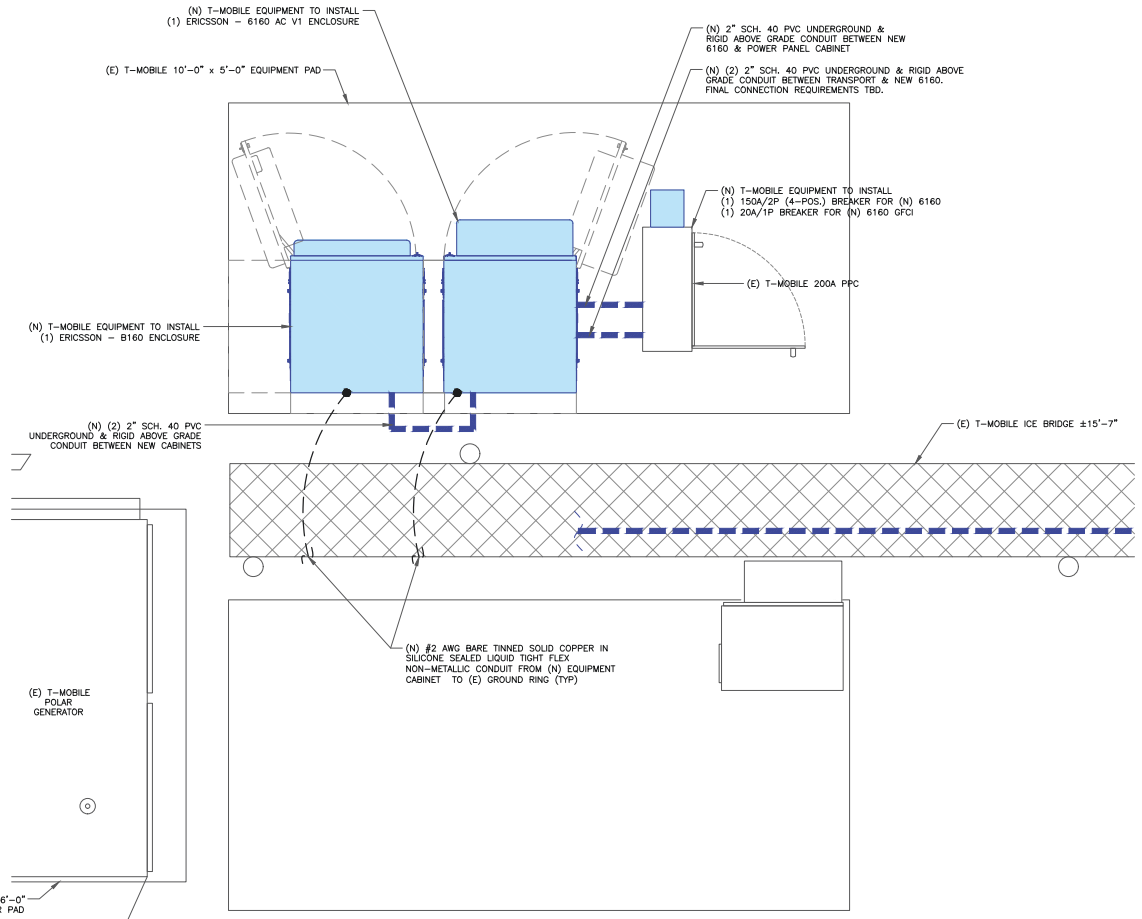 (N) T-MOBILE EQUIPMENT TO INSTALL
(1) ERICSSON - 6160 AC V1 ENCLOSURE
(N) 2" SCH. 40 PVC UNDERGROUND &
RIGID ABOVE GRADE CONDUIT BETWEEN NEW
6160 & POWER PANEL CABINET
(E) T-MOBILE 10'-0" x 5'-0" EQUIPMENT PAD
(N) (2) 2" SCH. 40 PVC UNDERGROUND & RIGID ABOVE
GRADE CONDUIT BETWEEN TRANSPORT & NEW 6160.
FINAL CONNECTION REQUIREMENTS TBD.
(N) T-MOBILE EQUIPMENT TO INSTALL
(1) 150A/2P (4-POS.) BREAKER FOR (N) 6160
(1) 20A/1P BREAKER FOR (N) 6160 GFCI
(E) T-MOBILE 200A PPC
(N) T-MOBILE EQUIPMENT TO INSTALL
(1) ERICSSON - B160 ENCLOSURE
(N) (2) 2" SCH. 40 PVC
UNDERGROUND & RIGID ABOVE GRADE
CONDUIT BETWEEN NEW CABINETS
(E) T-MOBILE ICE BRIDGE ±15'-7"
(N) #2 AWG BARE TINNED SOLID COPPER IN
SILICONE SEALED LIQUID TIGHT FLEX
NON-METALLIC CONDUIT FROM (N) EQUIPMENT
CABINET TO (E) GROUND RING (TYP)
(E) T-MOBILE
POLAR
GENERATOR
6'-0"
PAD